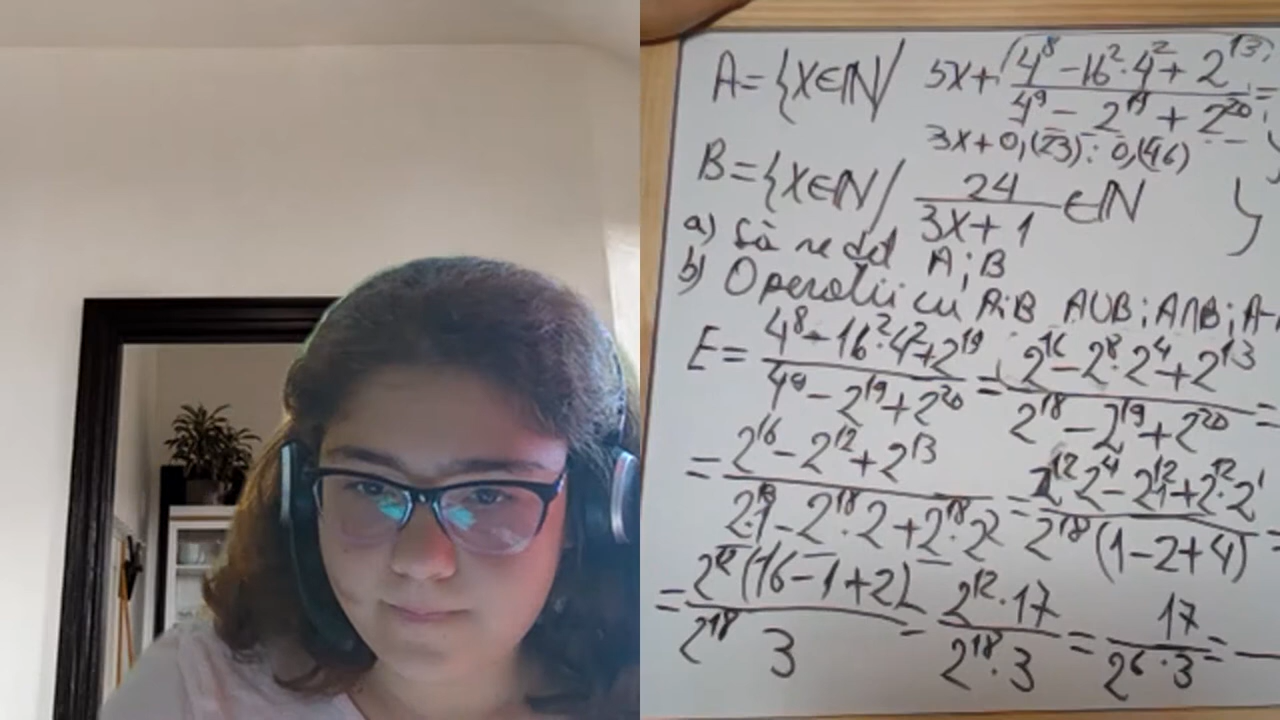 A={X∈ℕ/ 5X+(4⁸-16²·4²+2¹³)/(4⁹-2¹⁹+2²⁰)=
3X+0,(23):0,(46) }
B={X∈ℕ/ 24/(3X+1) ∈ℕ }
a) Să se det A;B
b) Operatii cu A;B A∪B;A∩B;A-
E=(4⁸-16²·4²+2¹⁹)/(4⁹-2¹⁹+2²⁰)=(2¹⁶-2⁸·2⁴+2¹³)/(2¹⁸-2¹⁹+2²⁰)=
=(2¹⁶-2¹²+2¹³)/(2¹⁸·1-2¹⁸·2+2¹⁸·2²)=(2¹²·2⁴-2¹²·1+2¹²·2¹)/(2¹⁸(1-2+4))=
=(2¹²(16-1+2))/(2¹⁸ 3)=(2¹²·17)/(2¹⁸·3)=17/(2⁶·3)=